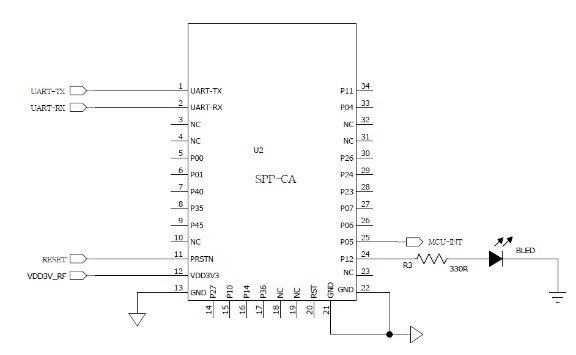 UART-TX 1 UART-TX P11 34
UART-RX 2 UART-RX P04 33
3 NC NC 32
4 NC NC 31
5 P00 U2 P26 30
6 P01 SPP-CA P24 29
7 P40 P23 28
8 P35 P07 27
9 P45 P06 26
10 NC P05 25 MCU-INT
RESET 11 PRSTN P12 24 R3 330R BLED
VDD3V_RF 12 VDD3V3 NC 23
13 GND GND 22
P27 P10 P14 P36 NC NC RST GND
14 15 16 17 18 19 20 21